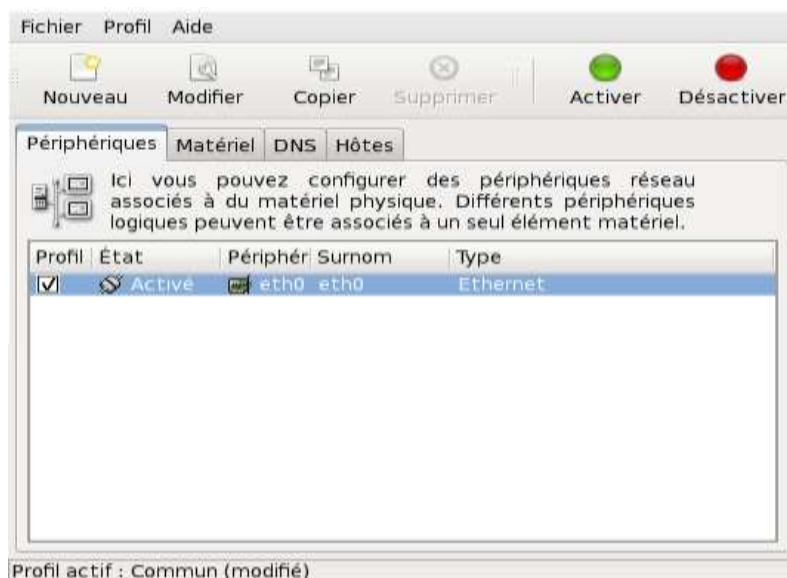 Fichier Profil Aide
Nouveau Modifier Copier Supprimer Activer Désactiver
Périphériques Matériel DNS Hôtes
Ici vous pouvez configurer des périphériques réseau
associés à du matériel physique. Différents périphériques
logiques peuvent être associés à un seul élément matériel.
Profil État Périphér Surnom Type
Activé eth0 eth0 Ethernet
Profil actif : Commun (modifié)